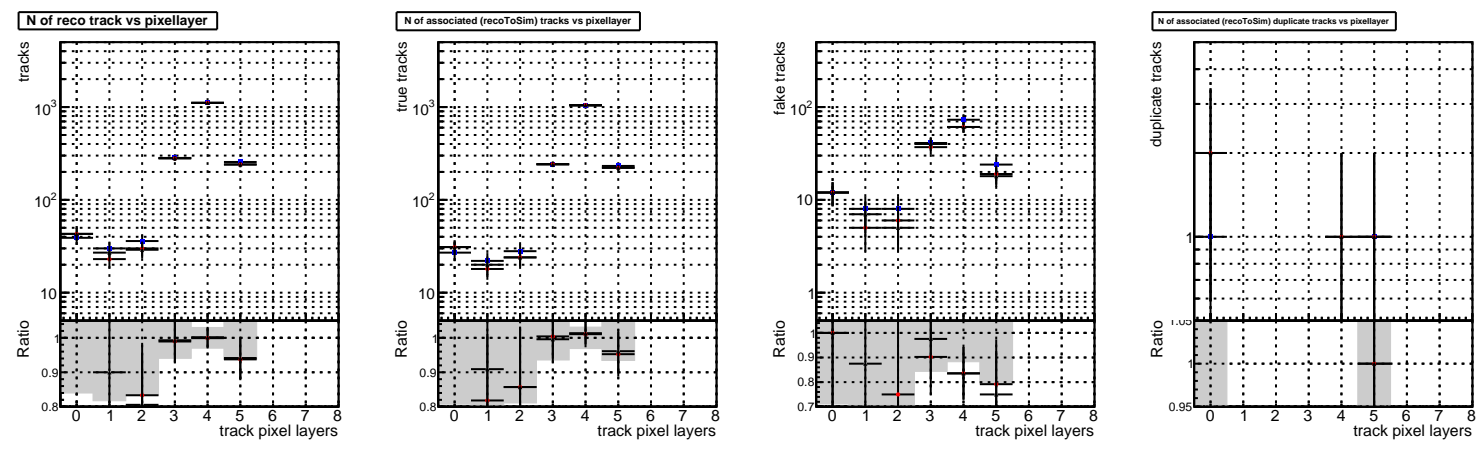 N of reco track vs pixellayer
tracks
10³
10²
10
Ratio
1
0.9
0.8
0 1 2 3 4 5 6 7 8
track pixel layers
N of associated (recoToSim) tracks vs pixellayer
true tracks
10³
10²
10
Ratio
1
0.9
0.8
0 1 2 3 4 5 6 7 8
track pixel layers
fake tracks
10²
10
1
Ratio
1
0.9
0.8
0.7
0 1 2 3 4 5 6 7 8
track pixel layers
N of associated (recoToSim) duplicate tracks vs pixellayer
duplicate tracks
1
Ratio
1.05
1
0.95
0 1 2 3 4 5 6 7 8
track pixel layers